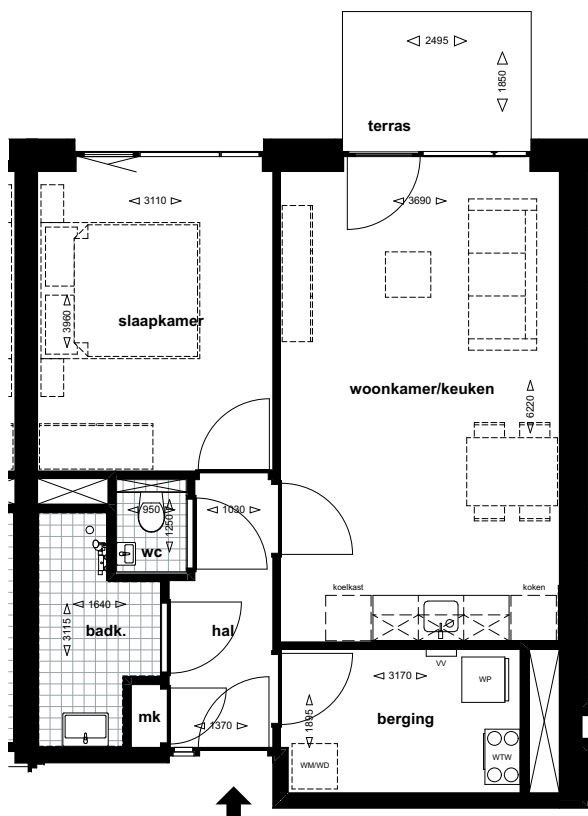 2495
1850
terras
3110
3690
3960
slaapkamer
woonkamer/keuken
6220
950
1250
1030
wc
koelkast
koken
1640
3115
badk.
hal
VV
3170
WP
mk
1370
1895
berging
WM/WD
WTW